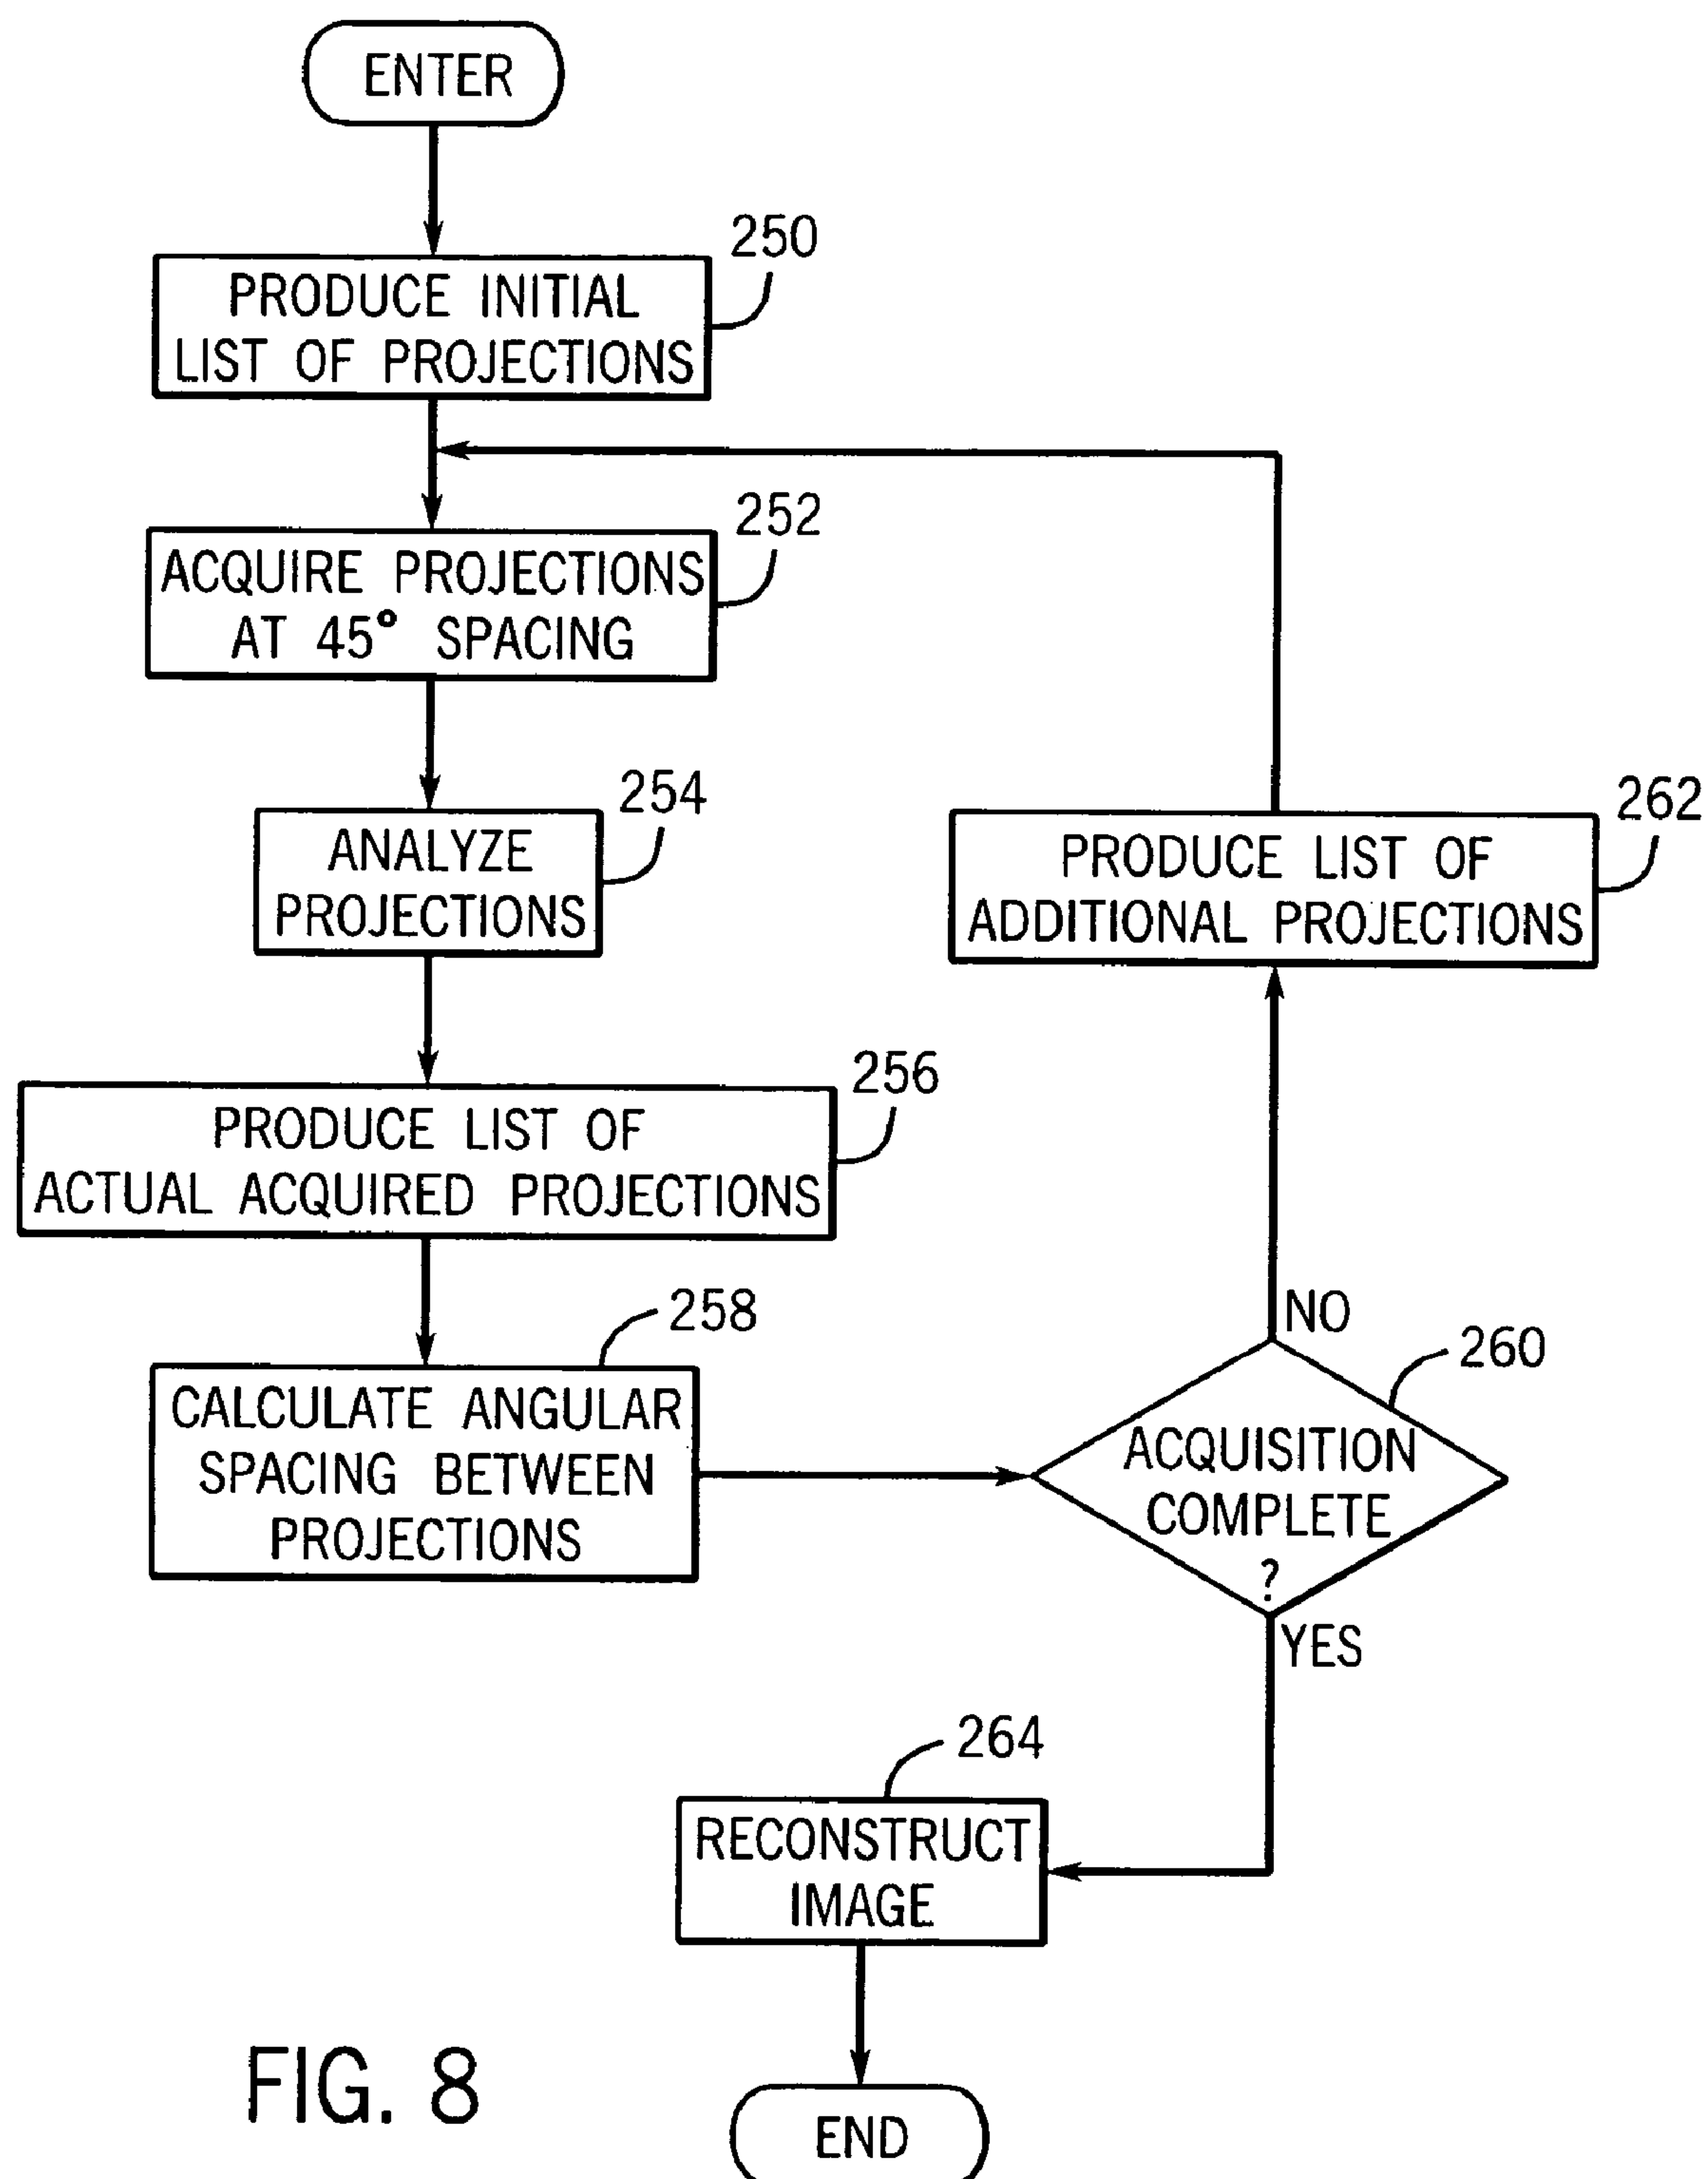 ENTER
250
PRODUCE INITIAL
LIST OF PROJECTIONS
252
ACQUIRE PROJECTIONS
AT 45° SPACING
254
ANALYZE
PROJECTIONS
262
PRODUCE LIST OF
ADDITIONAL PROJECTIONS
256
PRODUCE LIST OF
ACTUAL ACQUIRED PROJECTIONS
258
CALCULATE ANGULAR
SPACING BETWEEN
PROJECTIONS
NO
260
ACQUISITION
COMPLETE
?
YES
264
RECONSTRUCT
IMAGE
END
FIG. 8